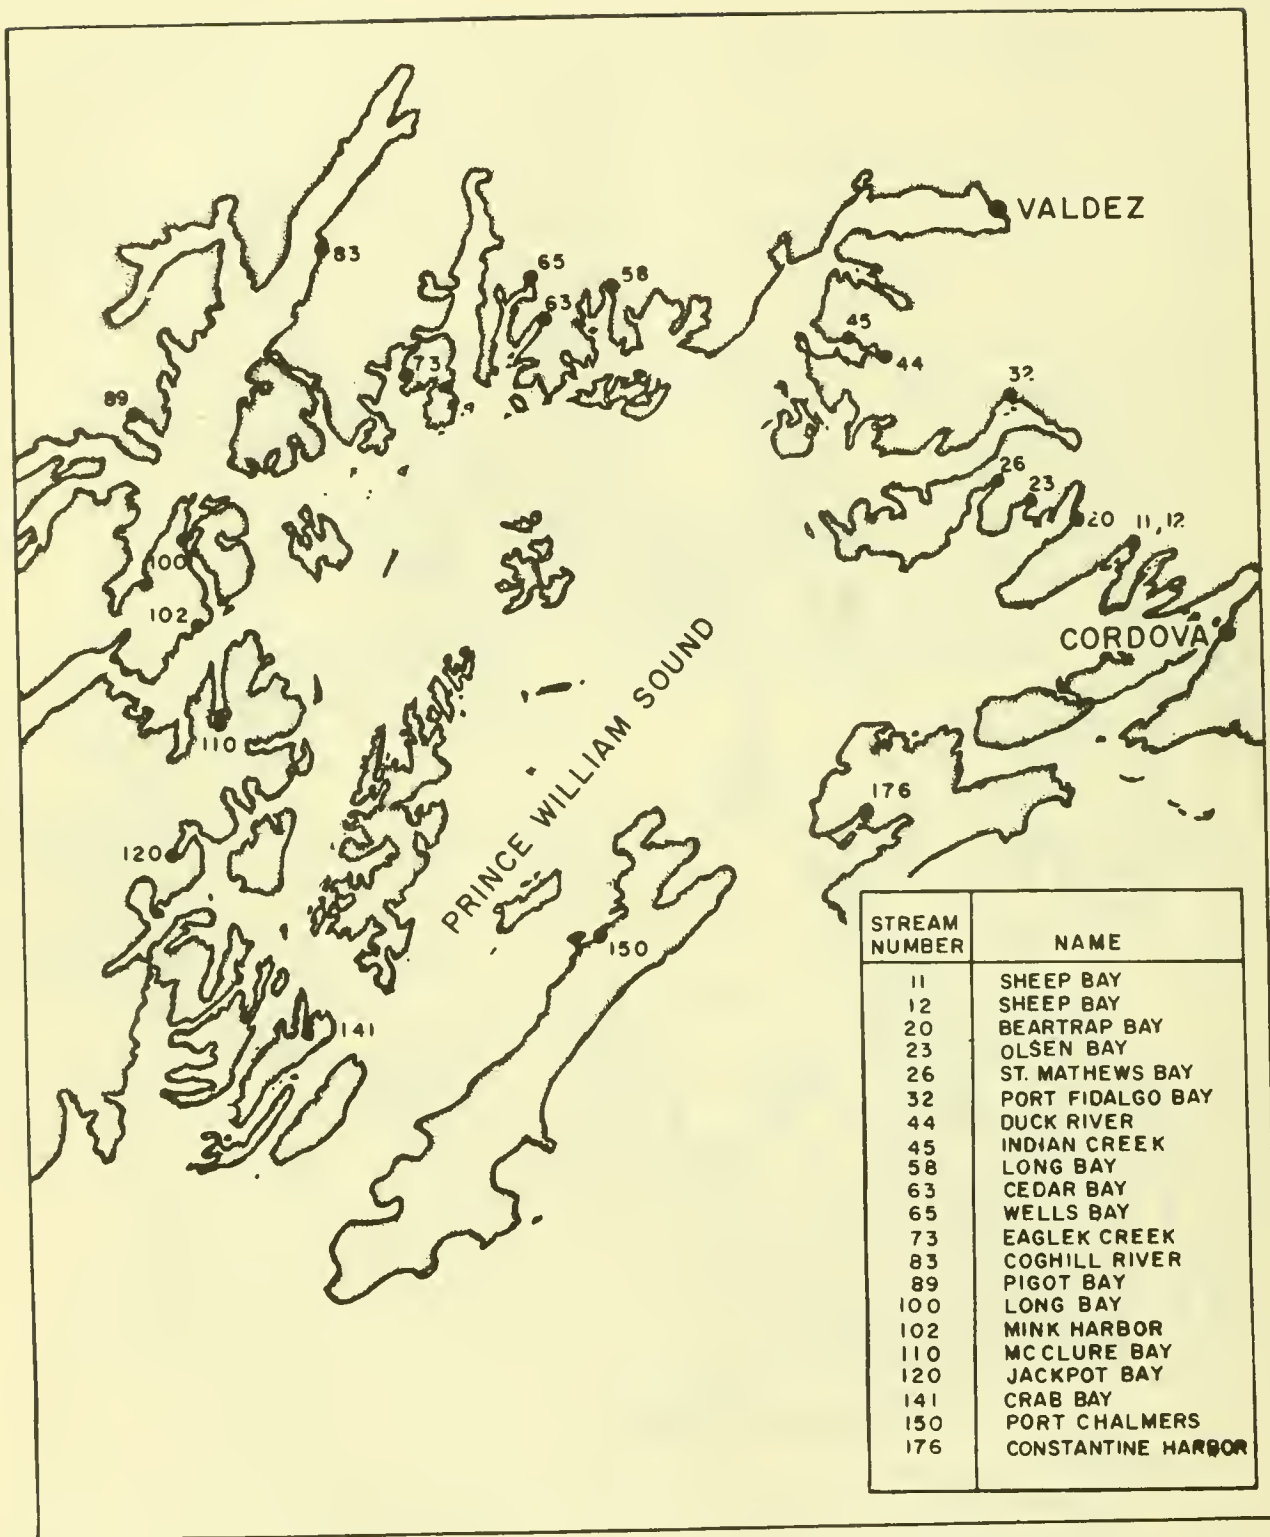 VALDEZ
83
65
58
63
45
44
73
32
89
26
23
20
11,12
100
102
CORDOVA
110
PRINCE WILLIAM SOUND
176
120
150
141
STREAM NUMBER NAME
11 SHEEP BAY
12 SHEEP BAY
20 BEARTRAP BAY
23 OLSEN BAY
26 ST. MATHEWS BAY
32 PORT FIDALGO BAY
44 DUCK RIVER
45 INDIAN CREEK
58 LONG BAY
63 CEDAR BAY
65 WELLS BAY
73 EAGLEK CREEK
83 COGHILL RIVER
89 PIGOT BAY
100 LONG BAY
102 MINK HARBOR
110 MCCLURE BAY
120 JACKPOT BAY
141 CRAB BAY
150 PORT CHALMERS
176 CONSTANTINE HARBOR